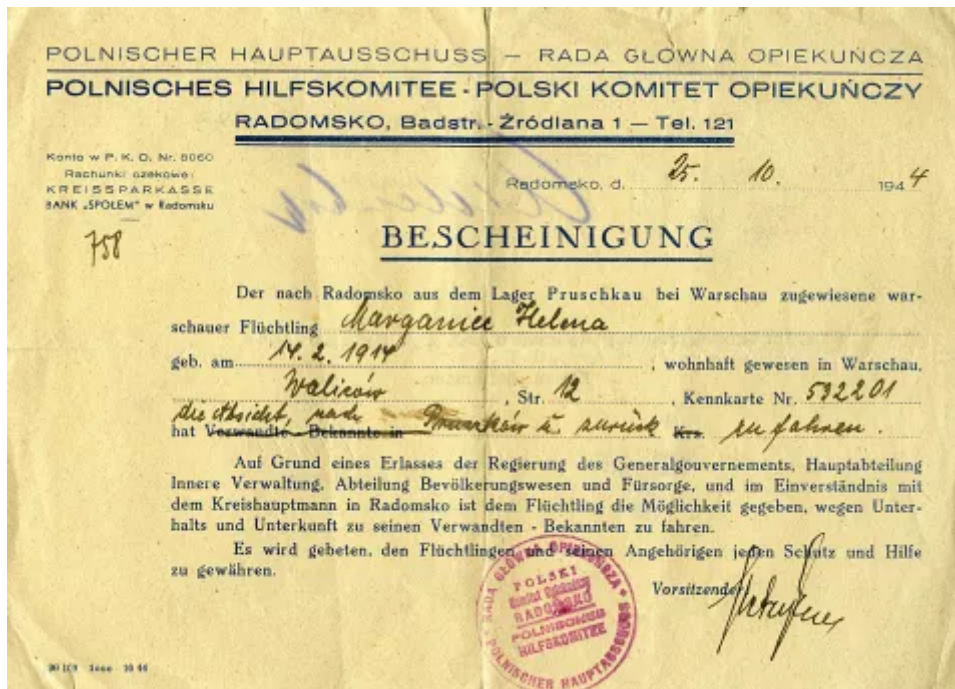 POLNISCHER HAUPTAUSSCHUSS — RADA GŁÓWNA OPIEKUŃCZA
POLNISCHES HILFSKOMITEE - POLSKI KOMITET OPIEKUŃCZY
RADOMSKO, Badstr. - Źródlana 1 — Tel. 121
Konto w P. K. O. Nr. 8060
Rachunki czekowe:
KREISSPARKASSE
BANK „SPOŁEM" w Radomsku
758
Radomsko, d. 25. 10. 1944
BESCHEINIGUNG
Der nach Radomsko aus dem Lager Pruschkau bei Warschau zugewiesene war-
schauer Flüchtling Helena
geb. am 14. 2. 1914, wohnhaft gewesen in Warschau,
Waliców, Str. 12, Kennkarte Nr. 532201
die Absicht, nach
hat Verwandte - Bekannte in u. zurück Krs. zu fahren.
Auf Grund eines Erlasses der Regierung des Generalgouvernements, Hauptabteilung
Innere Verwaltung, Abteilung Bevölkerungswesen und Fürsorge, und im Einverständnis mit
dem Kreishauptmann in Radomsko ist dem Flüchtling die Möglichkeit gegeben, wegen Unter-
halts und Unterkunft zu seinen Verwandten - Bekannten zu fahren.
Es wird gebeten, den Flüchtlingen und seinen Angehörigen jeden Schutz und Hilfe
zu gewähren.
Vorsitzender
RADA GŁÓWNA OPIEKUŃCZA
POLSKI
Komitet Opiekuńczy
RADOMSKO
POLNISCHES
HILFSKOMITEE
POLNISCHER HAUPTAUSSCHUSS